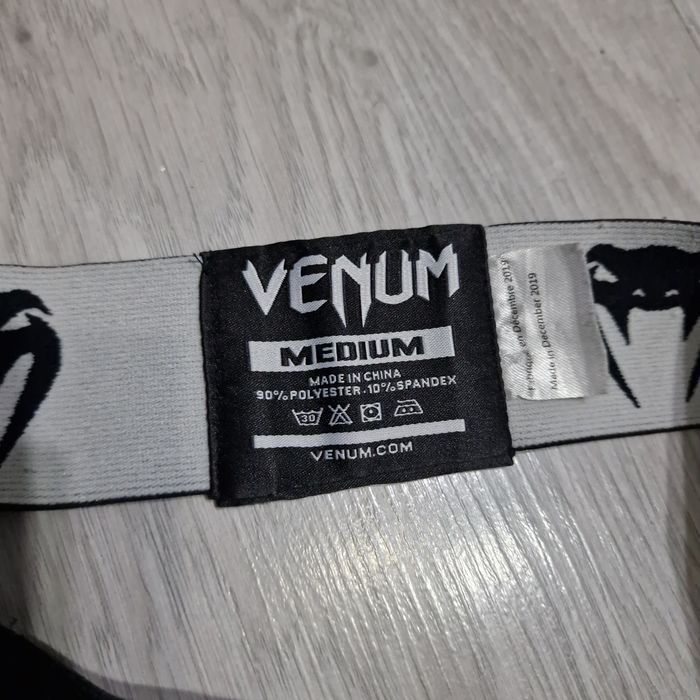 VENUM
MEDIUM
MADE IN CHINA
90% POLYESTER . 10% SPANDEX
30
VENUM.COM
en Décembre 2019
Made in December 2019